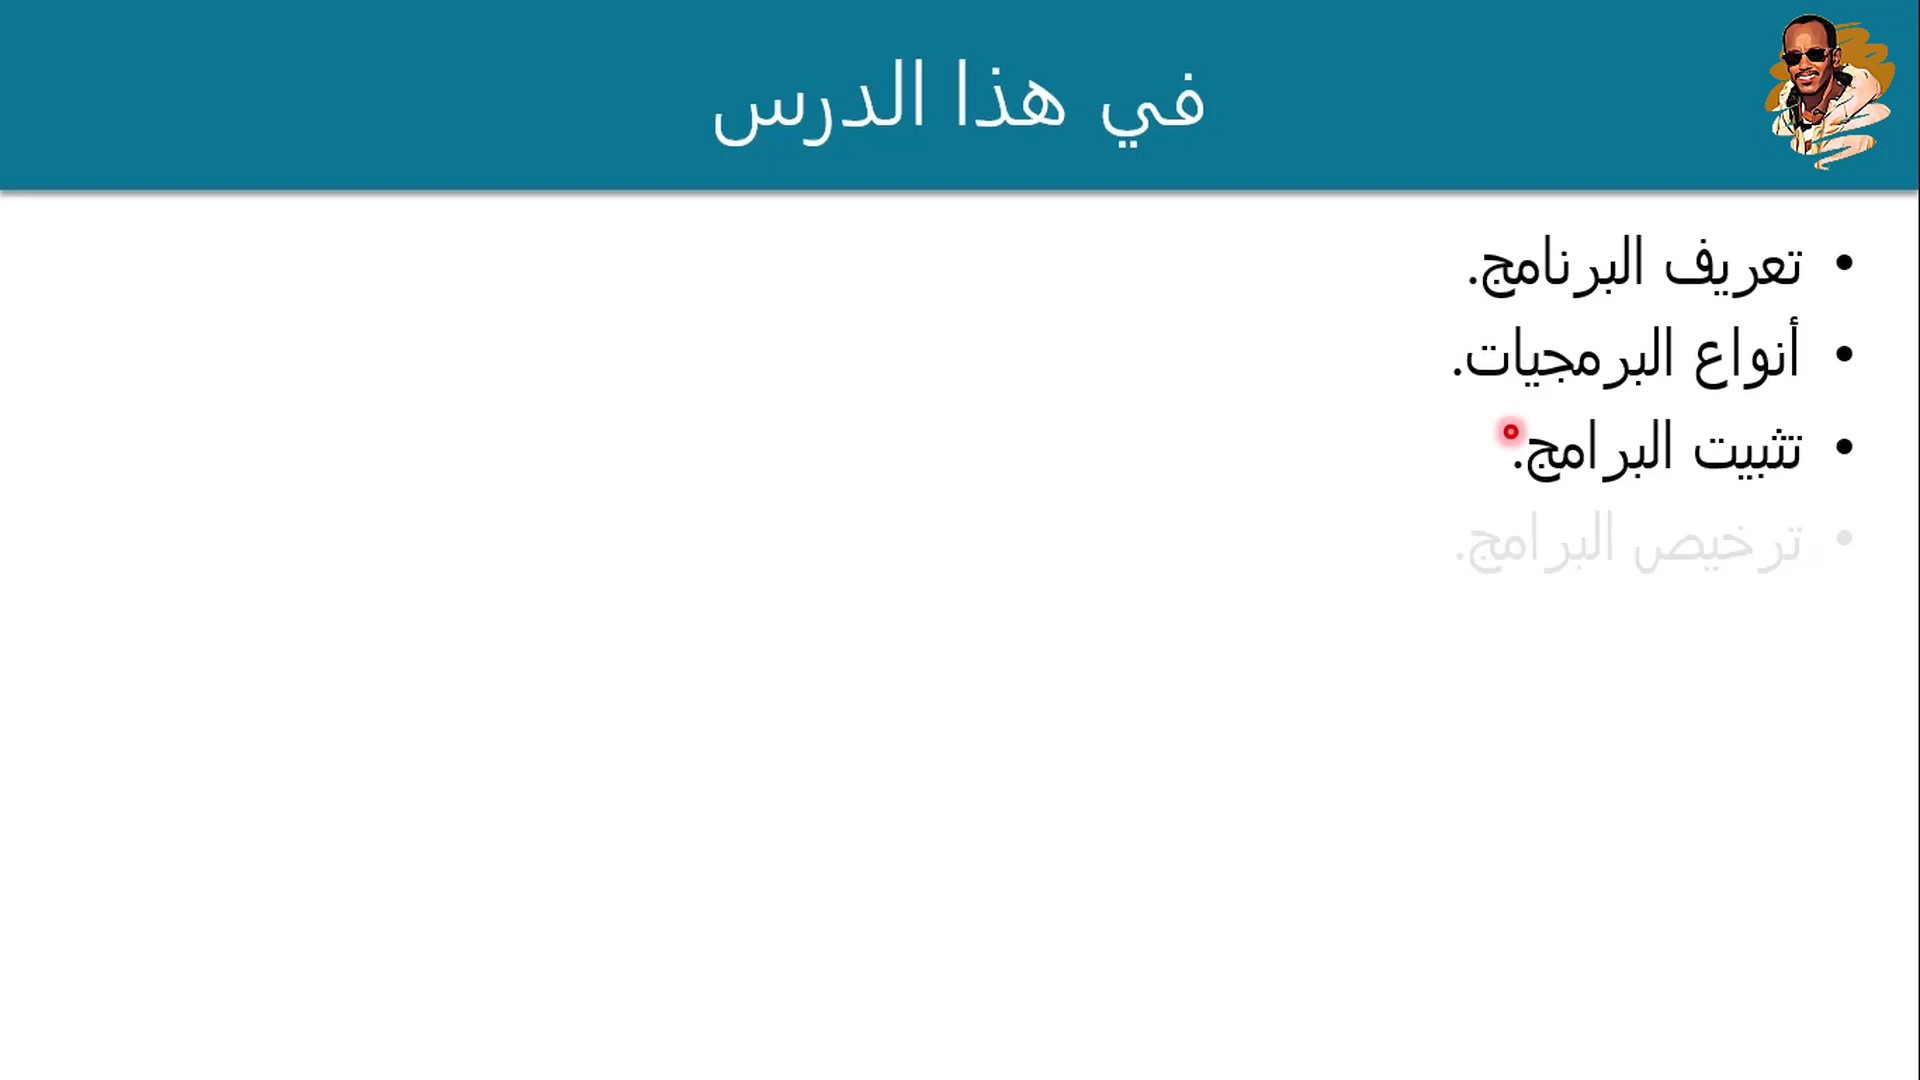 في هذا الدرس
• تعريف البرنامج.
• أنواع البرمجيات.
• تثبيت البرامج.
• ترخيص البرامج.